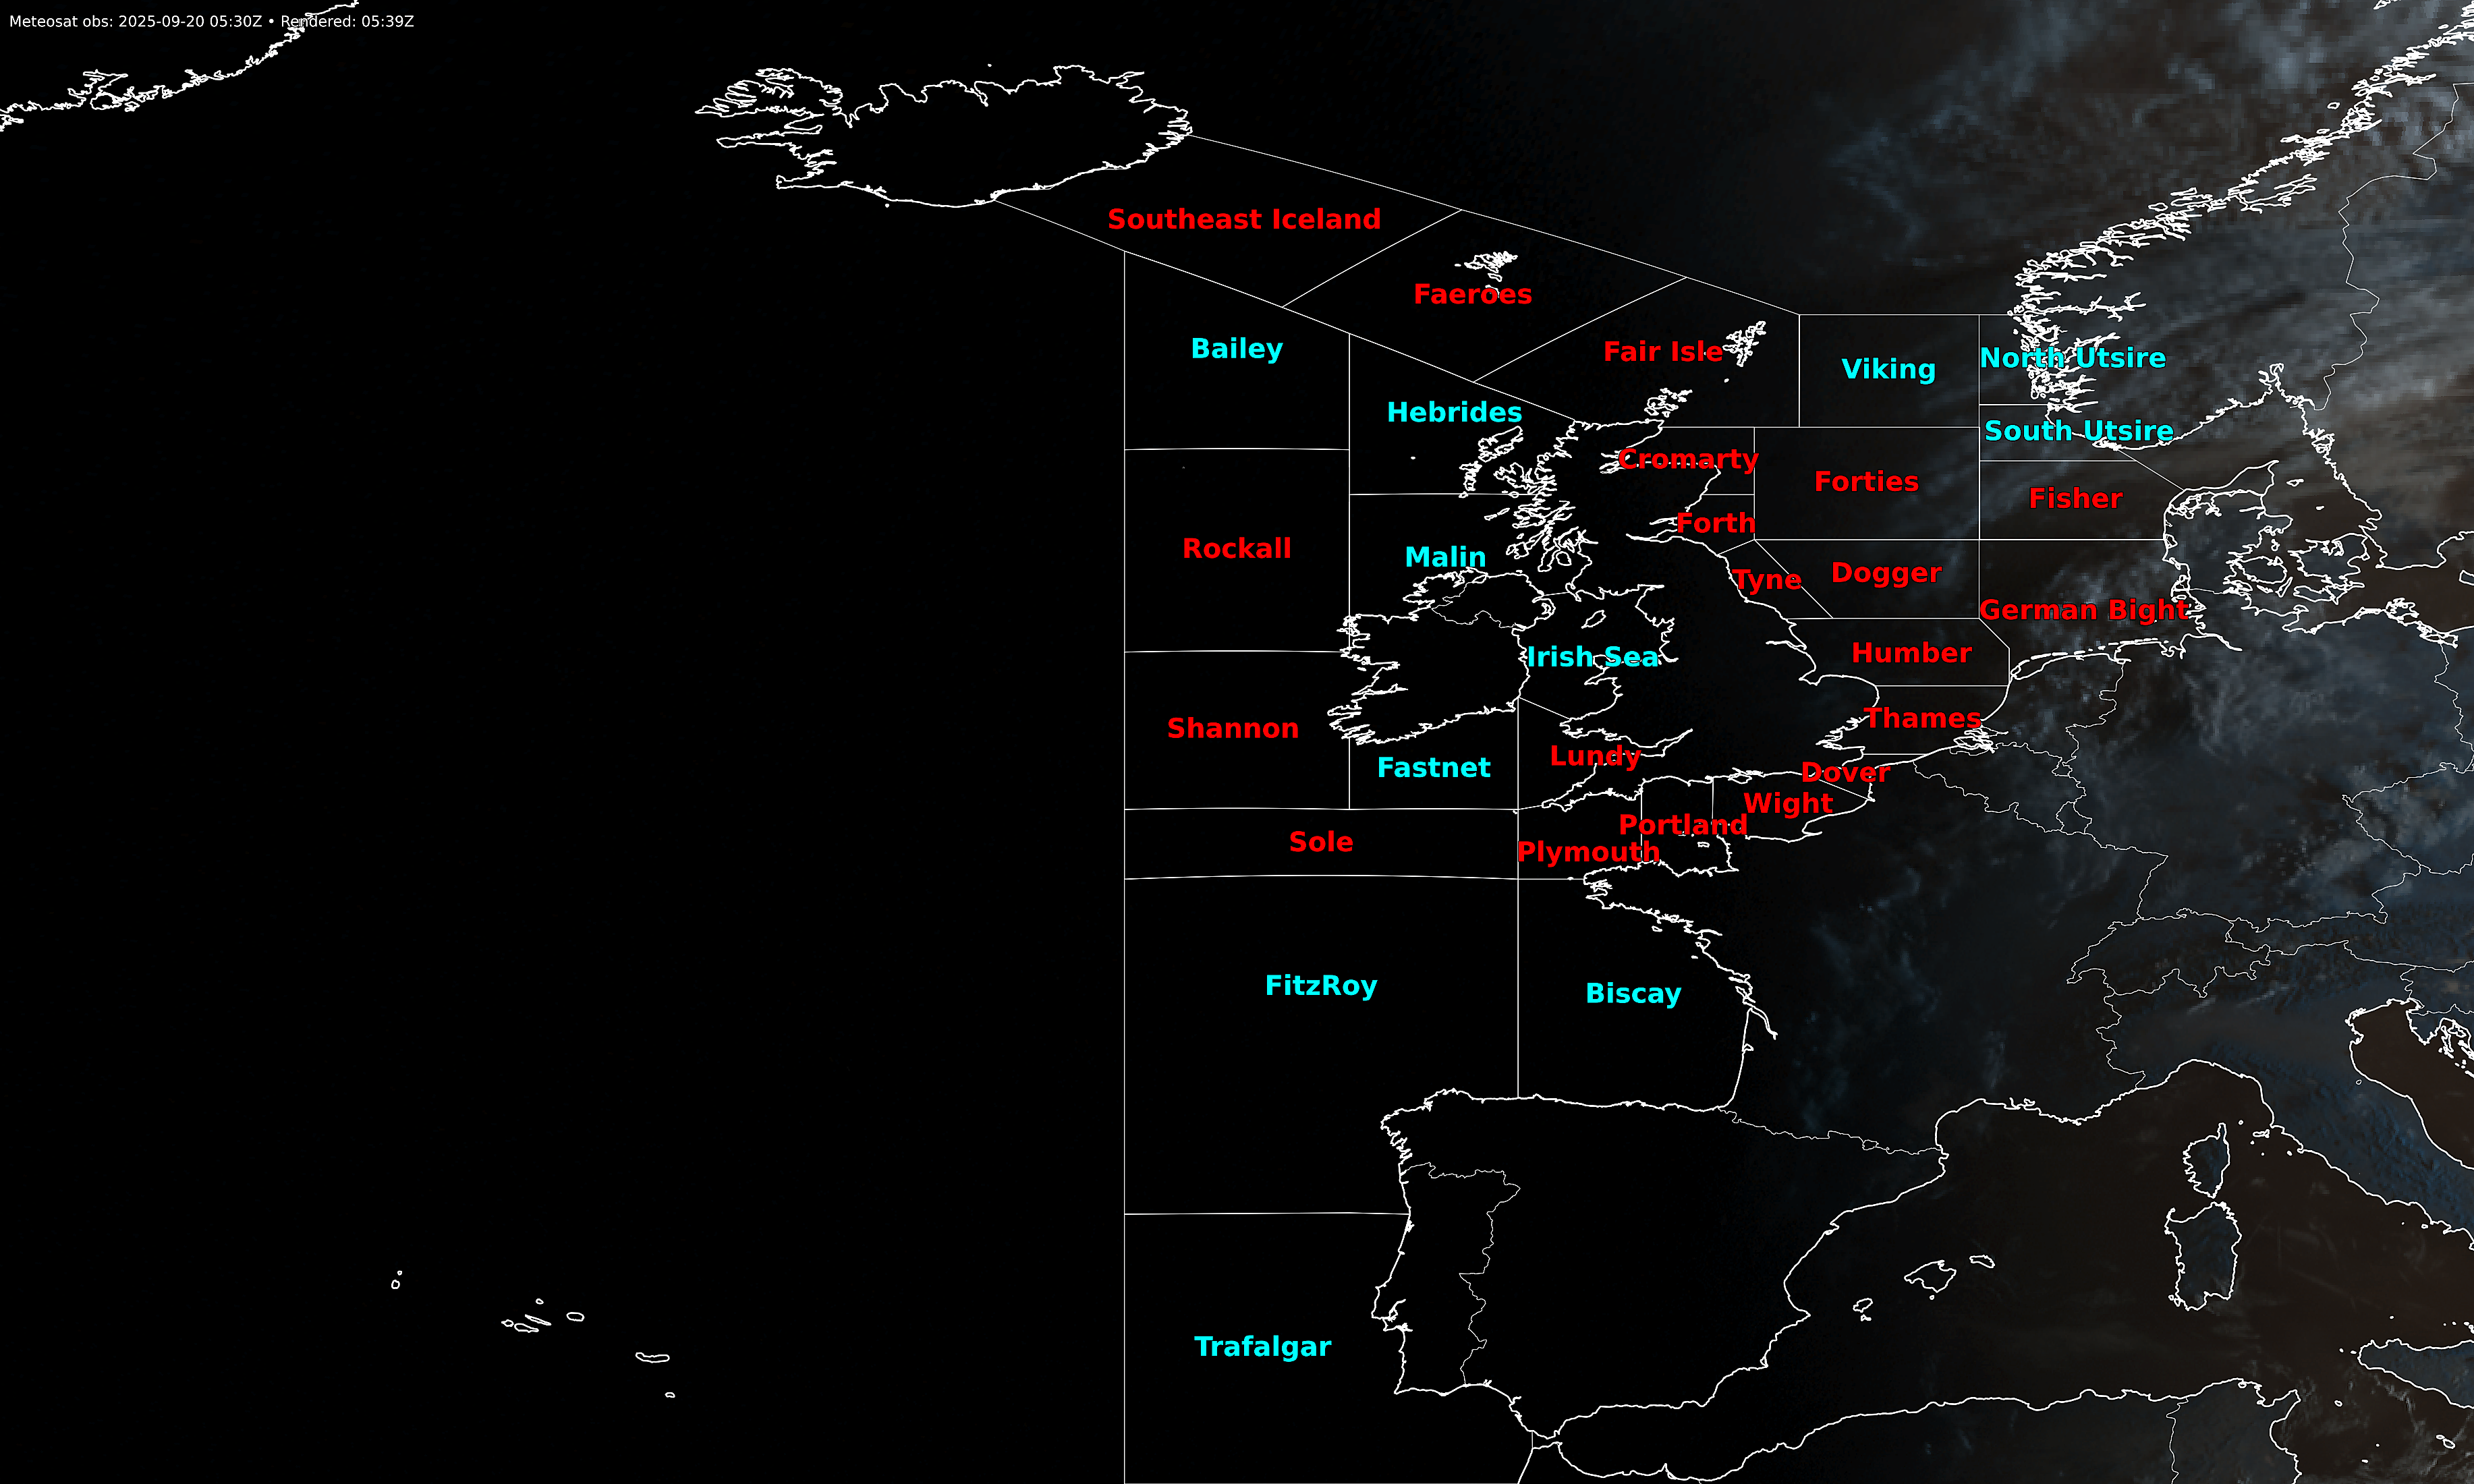 Meteosat obs: 2025-09-20 05:30Z • Rendered: 05:39Z
Southeast Iceland
Faeroes
Bailey
Fair Isle
Viking
North Utsire
Hebrides
South Utsire
Cromarty
Forties
Fisher
Rockall
Forth
Malin
Tyne
Dogger
German Bight
Irish Sea
Humber
Shannon
Thames
Fastnet
Lundy
Dover
Wight
Portland
Sole
Plymouth
FitzRoy
Biscay
Trafalgar